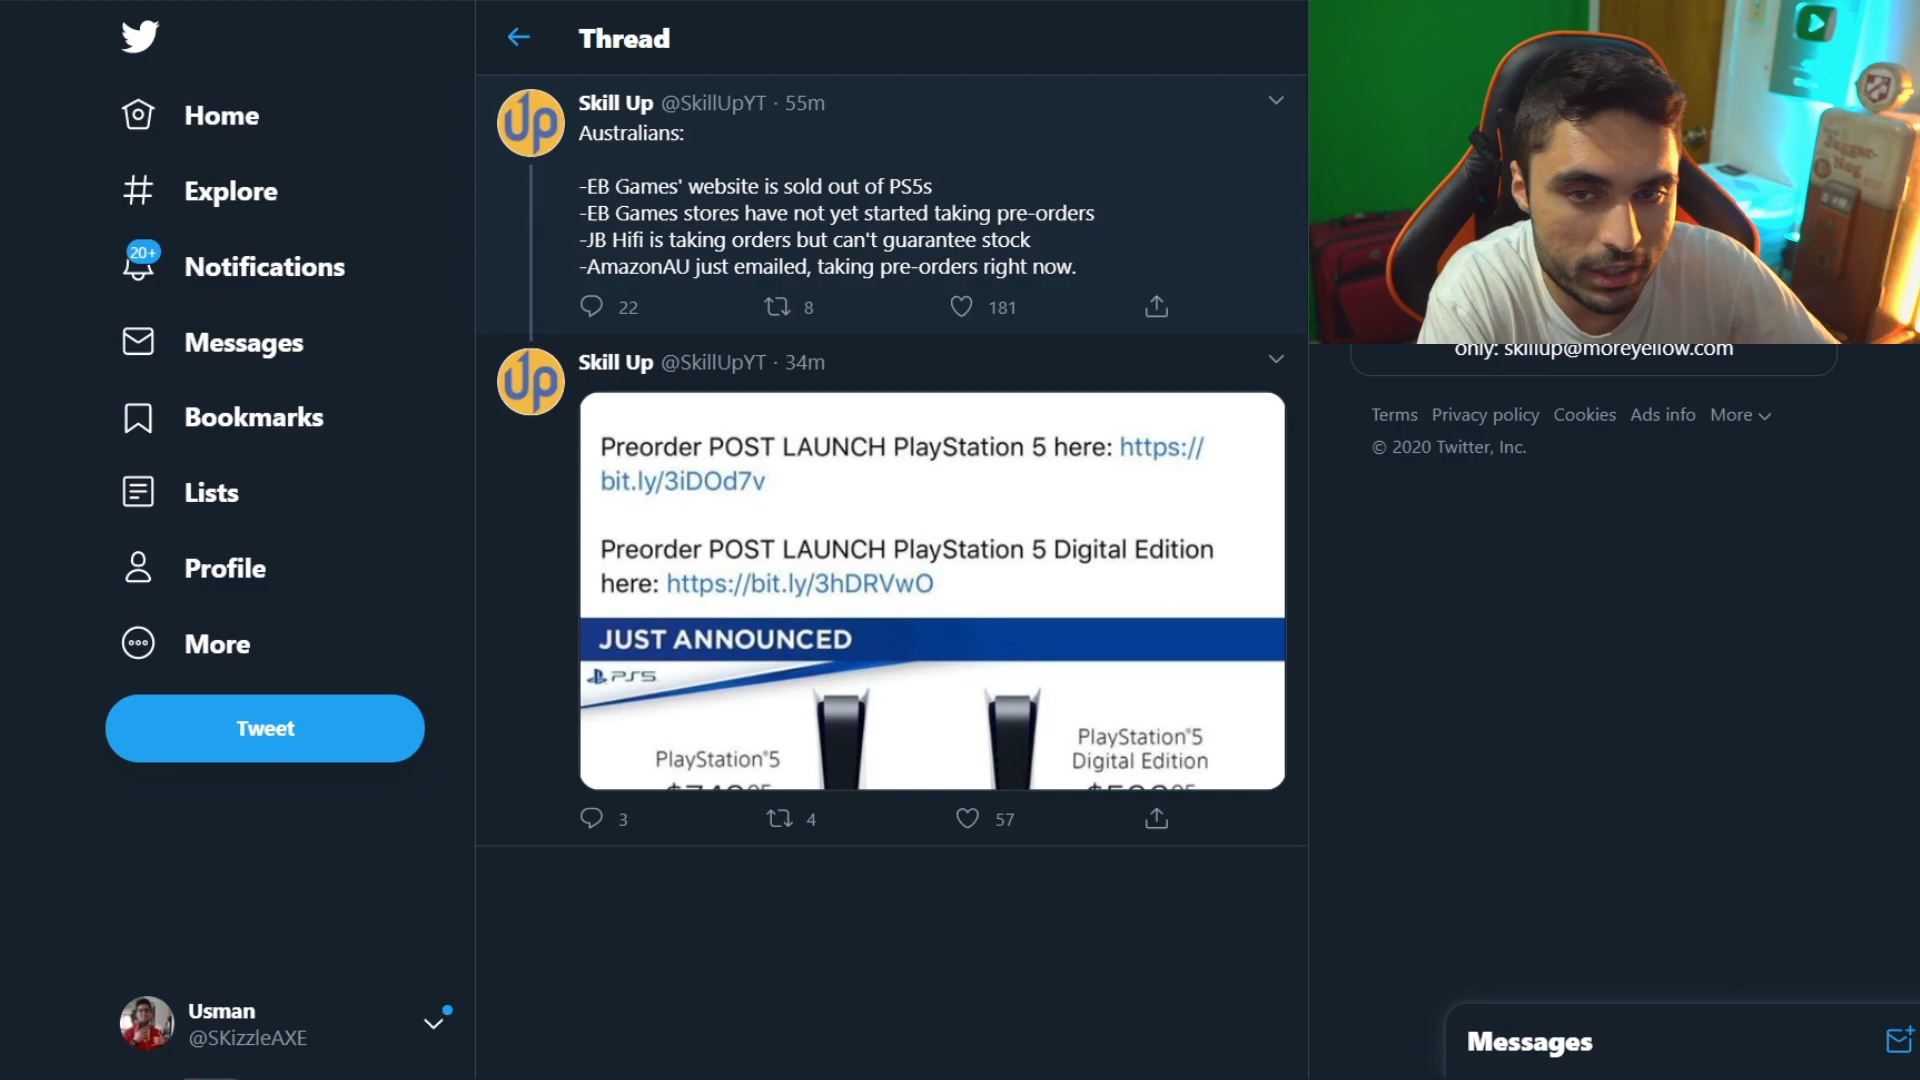 Thread
Home
Explore
20+
Notifications
Messages
Bookmarks
Lists
Profile
More
Tweet
Usman
@SKizzleAXE
Up
Skill Up @SkillUpYT · 55m
Australians:
-EB Games' website is sold out of PS5s
-EB Games stores have not yet started taking pre-orders
-JB Hifi is taking orders but can't guarantee stock
-AmazonAU just emailed, taking pre-orders right now.
22 8 181
Up
Skill Up @SkillUpYT · 34m
Preorder POST LAUNCH PlayStation 5 here: https://
bit.ly/3iDOd7v
Preorder POST LAUNCH PlayStation 5 Digital Edition
here: https://bit.ly/3hDRVwO
JUST ANNOUNCED
PS5
PlayStation®5
PlayStation®5
Digital Edition
3 4 57
Jugger-
Nog
only: skillup@moreyellow.com
Terms Privacy policy Cookies Ads info More
© 2020 Twitter, Inc.
Messages